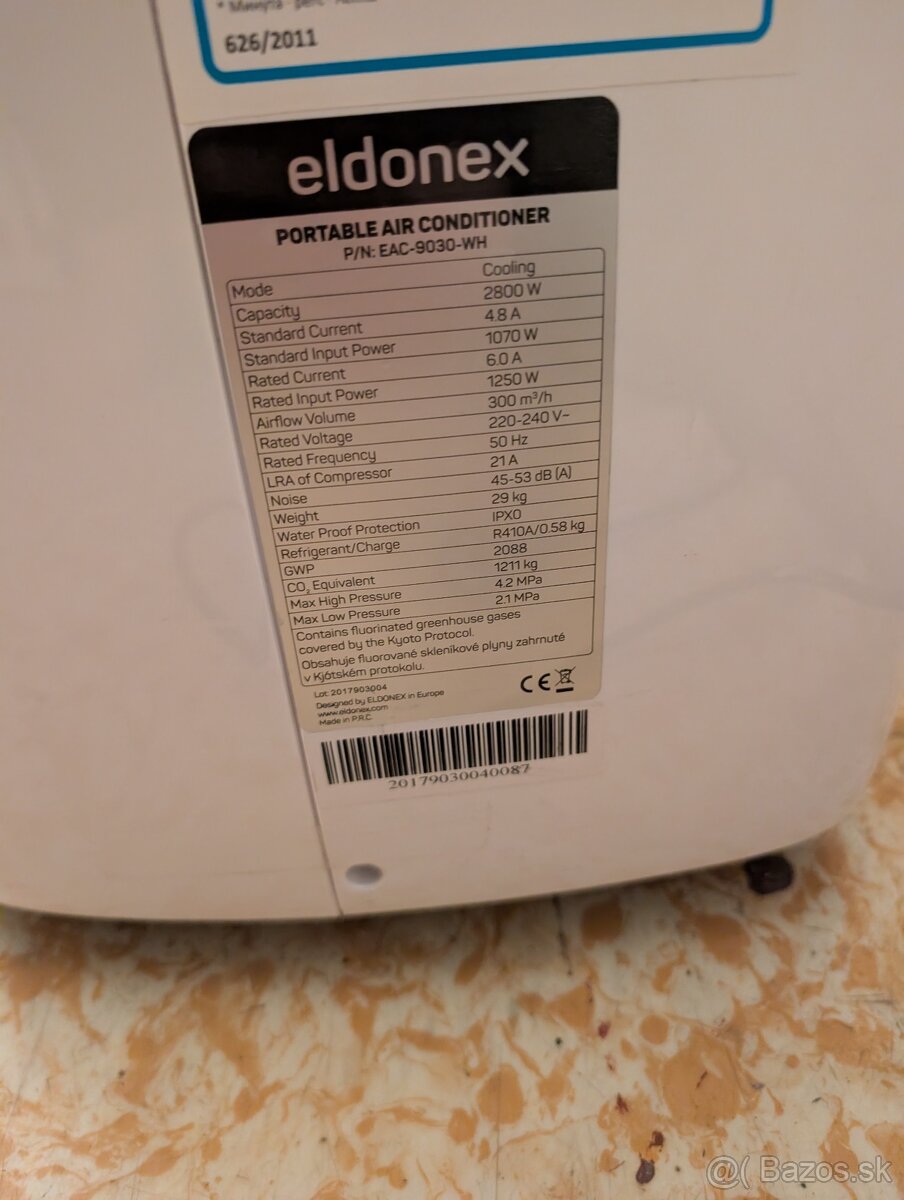 626/2011
eldonex
PORTABLE AIR CONDITIONER
P/N: EAC-9030-WH
Mode Cooling
Capacity 2800 W
Standard Current 4.8 A
Standard Input Power 1070 W
Rated Current 6.0 A
Rated Input Power 1250 W
Airflow Volume 300 m³/h
Rated Voltage 220-240 V~
Rated Frequency 50 Hz
LRA of Compressor 21 A
Noise 45-53 dB (A)
Weight 29 kg
Water Proof Protection IPX0
Refrigerant/Charge R410A/0.58 kg
GWP 2088
CO₂ Equivalent 1211 kg
Max High Pressure 4.2 MPa
Max Low Pressure 2.1 MPa
Contains fluorinated greenhouse gases
covered by the Kyoto Protocol.
Obsahuje fluorované skleníkové plyny zahrnuté
v Kjótském protokolu.
Lot: 2017903004
Designed by ELDONEX in Europe
www.eldonex.com
Made in P.R.C.
CE
20179030040087
@( Bazos.sk